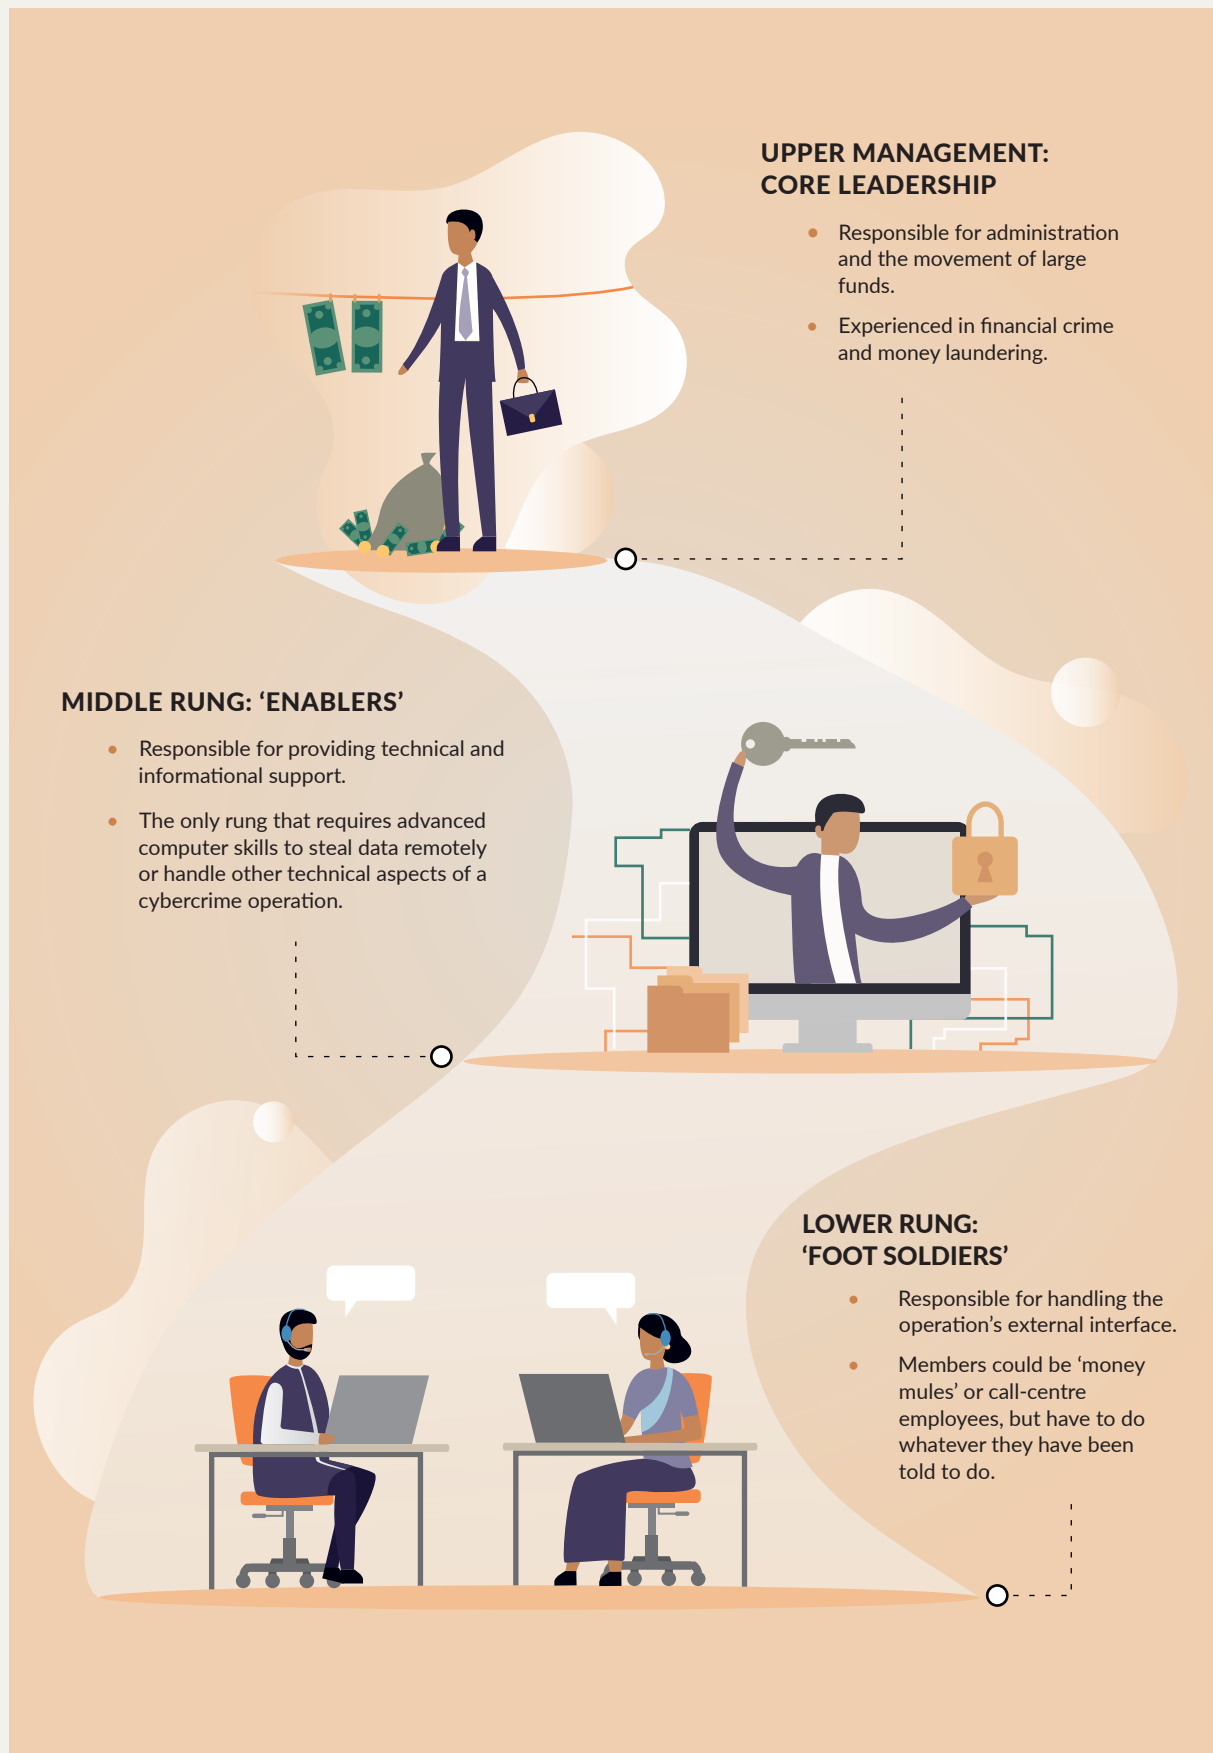 UPPER MANAGEMENT:
CORE LEADERSHIP
• Responsible for administration
and the movement of large
funds.
• Experienced in financial crime
and money laundering.
MIDDLE RUNG: ‘ENABLERS’
• Responsible for providing technical and
informational support.
• The only rung that requires advanced
computer skills to steal data remotely
or handle other technical aspects of a
cybercrime operation.
LOWER RUNG:
‘FOOT SOLDIERS’
• Responsible for handling the
operation’s external interface.
• Members could be ‘money
mules’ or call-centre
employees, but have to do
whatever they have been
told to do.